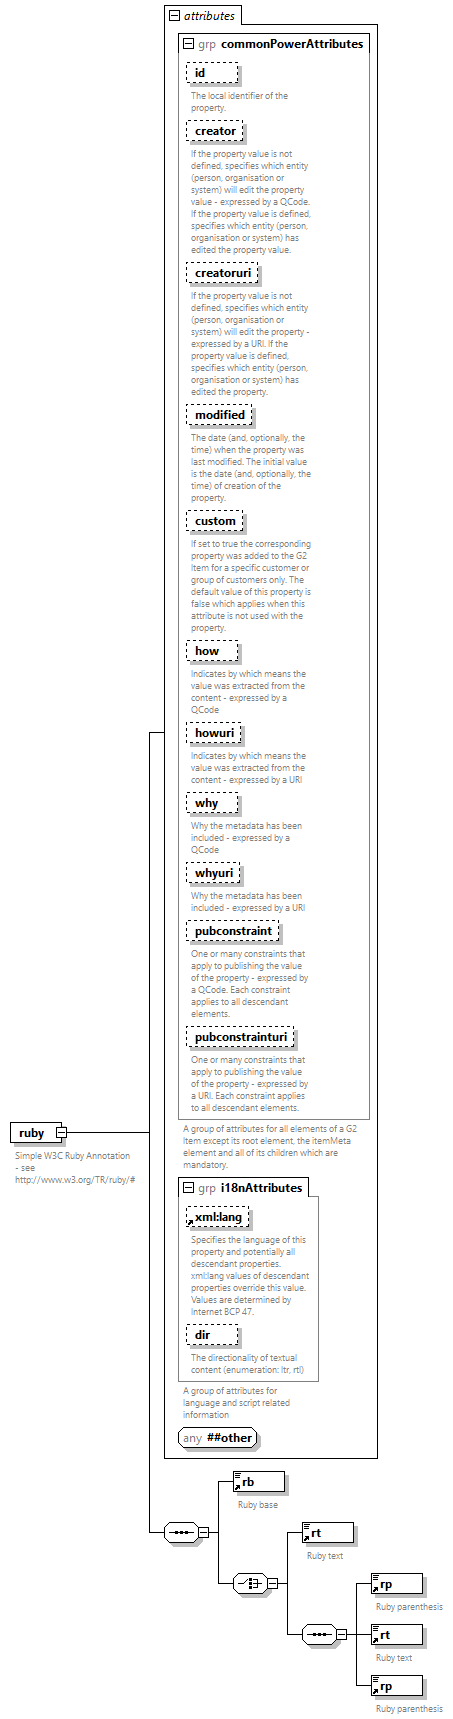 attributes
grp commonPowerAttributes
id
The local identifier of the
property.
creator
If the property value is not
defined, specifies which entity
(person, organisation or
system) will edit the property
value - expressed by a QCode.
If the property value is defined,
specifies which entity (person,
organisation or system) has
edited the property value.
creatoruri
If the property value is not
defined, specifies which entity
(person, organisation or
system) will edit the property -
expressed by a URI. If the
property value is defined,
specifies which entity (person,
organisation or system) has
edited the property.
modified
The date (and, optionally, the
time) when the property was
last modified. The initial value
is the date (and, optionally, the
time) of creation of the
property.
custom
If set to true the corresponding
property was added to the G2
Item for a specific customer or
group of customers only. The
default value of this property is
false which applies when this
attribute is not used with the
property.
how
Indicates by which means the
value was extracted from the
content - expressed by a
QCode
howuri
Indicates by which means the
value was extracted from the
content - expressed by a URI
why
Why the metadata has been
included - expressed by a
QCode
whyuri
Why the metadata has been
included - expressed by a URI
pubconstraint
One or many constraints that
apply to publishing the value
of the property - expressed by
a QCode. Each constraint
applies to all descendant
elements.
pubconstrainturi
One or many constraints that
apply to publishing the value
of the property - expressed by
a URI. Each constraint applies
to all descendant elements.
A group of attributes for all elements of a G2
Item except its root element, the itemMeta
element and all of its children which are
mandatory.
ruby
Simple W3C Ruby Annotation
- see
http://www.w3.org/TR/ruby/#
grp i18nAttributes
xml:lang
Specifies the language of this
property and potentially all
descendant properties.
xml:lang values of descendant
properties override this value.
Values are determined by
Internet BCP 47.
dir
The directionality of textual
content (enumeration: ltr, rtl)
A group of attributes for
language and script related
information
any ##other
rb
Ruby base
rt
Ruby text
rp
Ruby parenthesis
rt
Ruby text
rp
Ruby parenthesis